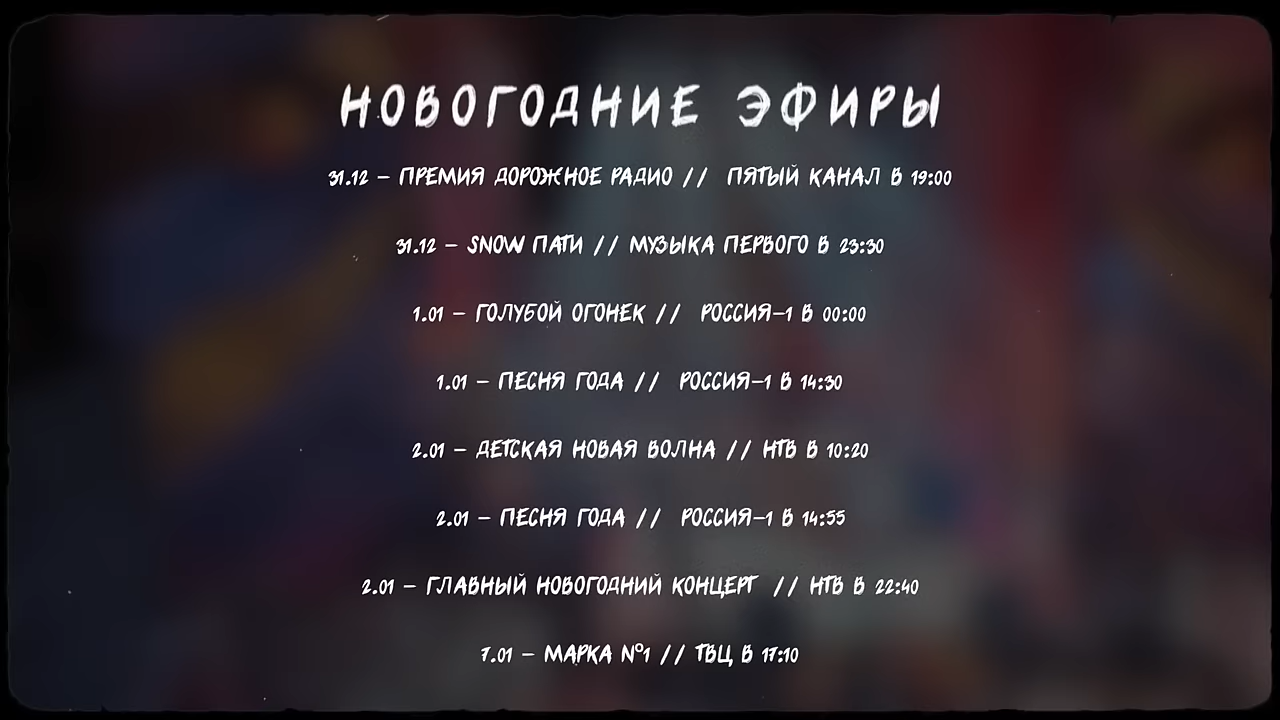 НОВОГОДНИЕ ЭФИРЫ
31.12 – ПРЕМИЯ ДОРОЖНОЕ РАДИО // ПЯТЫЙ КАНАЛ В 19:00
31.12 – SNOW ПАТИ // МУЗЫКА ПЕРВОГО В 23:30
1.01 – ГОЛУБОЙ ОГОНЕК // РОССИЯ–1 В 00:00
1.01 – ПЕСНЯ ГОДА // РОССИЯ–1 В 14:30
2.01 – ДЕТСКАЯ НОВАЯ ВОЛНА // НТВ В 10:20
2.01 – ПЕСНЯ ГОДА // РОССИЯ–1 В 14:55
2.01 – ГЛАВНЫЙ НОВОГОДНИЙ КОНЦЕРТ // НТВ В 22:40
7.01 – МАРКА №1 // ТВЦ В 17:10